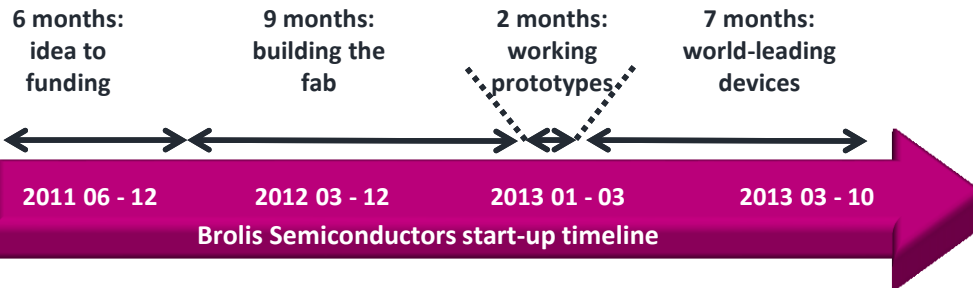 6 months:
idea to
funding
9 months:
building the
fab
2 months:
working
prototypes
7 months:
world-leading
devices
2011 06 - 12
2012 03 - 12
2013 01 - 03
2013 03 - 10
Brolis Semiconductors start-up timeline